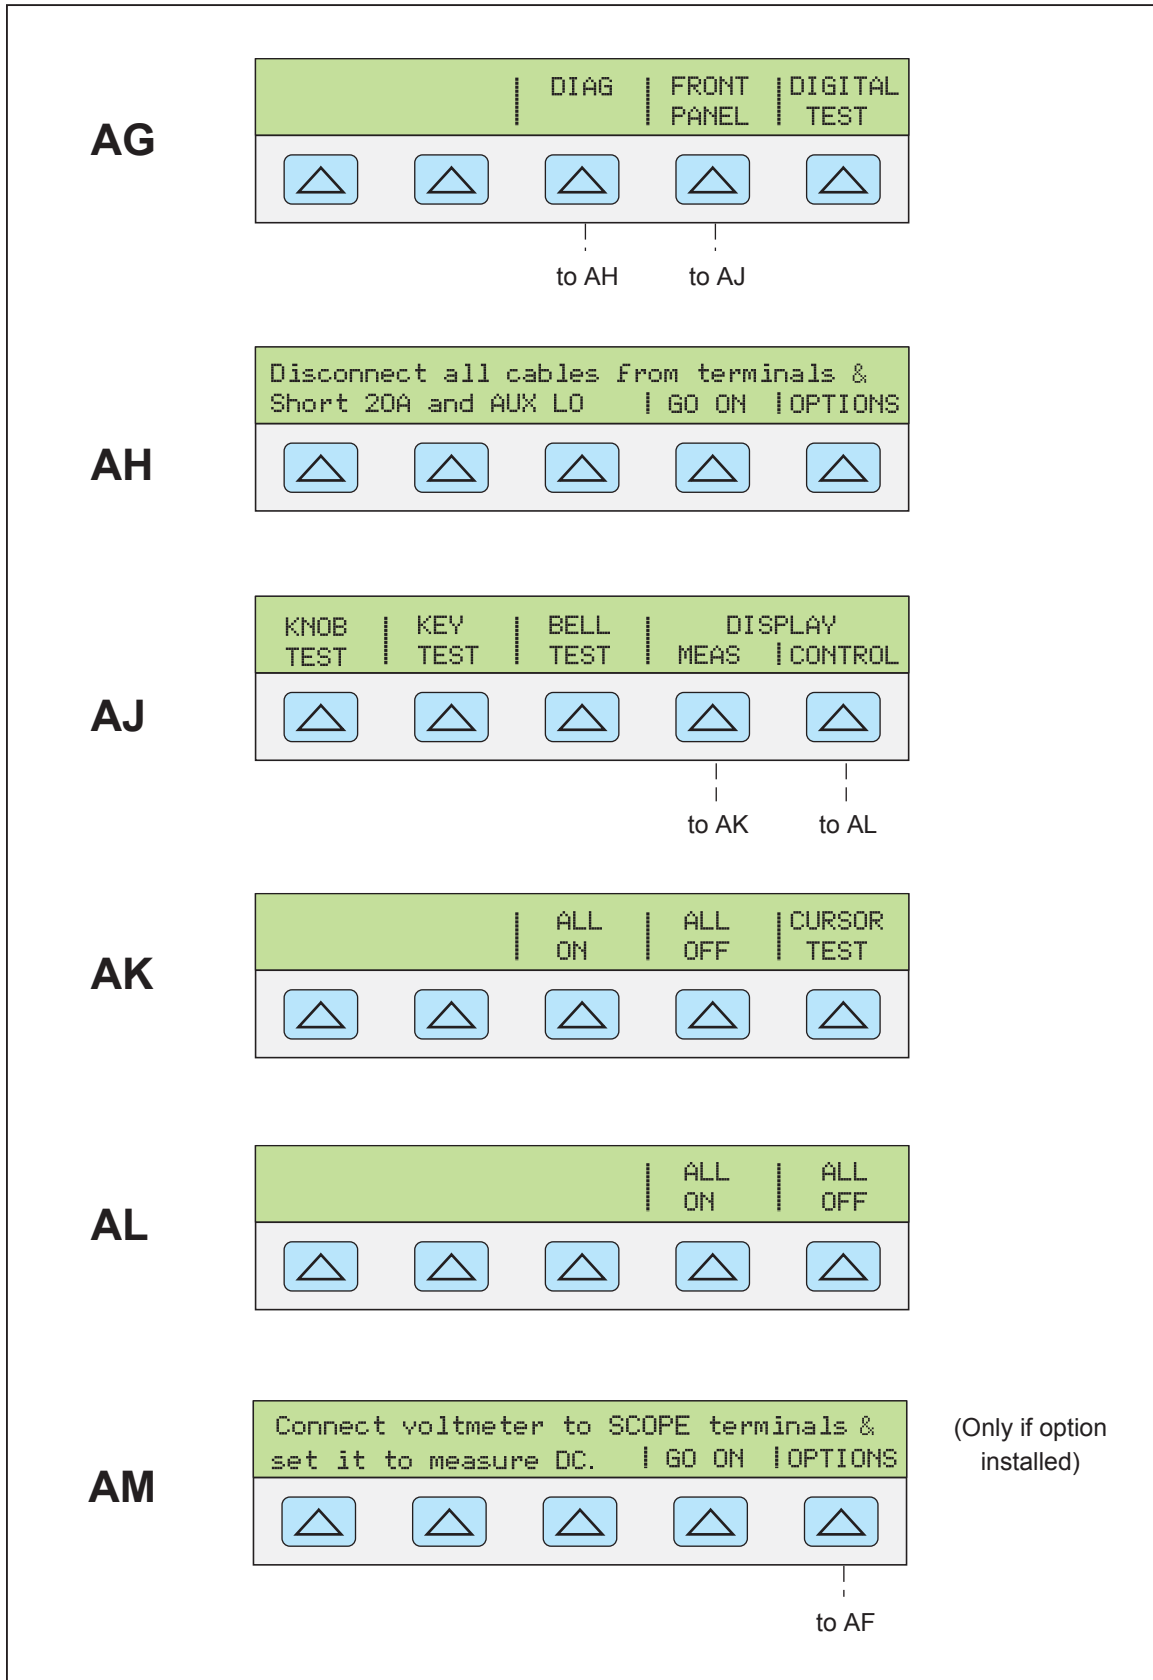 AG
DIAG | FRONT | DIGITAL
PANEL | TEST
to AH to AJ
AH
Disconnect all cables from terminals &
Short 20A and AUX LO | GO ON | OPTIONS
AJ
KNOB | KEY | BELL | DISPLAY
TEST | TEST | TEST | MEAS | CONTROL
to AK to AL
AK
ALL | ALL | CURSOR
ON | OFF | TEST
AL
ALL | ALL
ON | OFF
AM
Connect voltmeter to SCOPE terminals &
set it to measure DC. | GO ON | OPTIONS
(Only if option
installed)
to AF